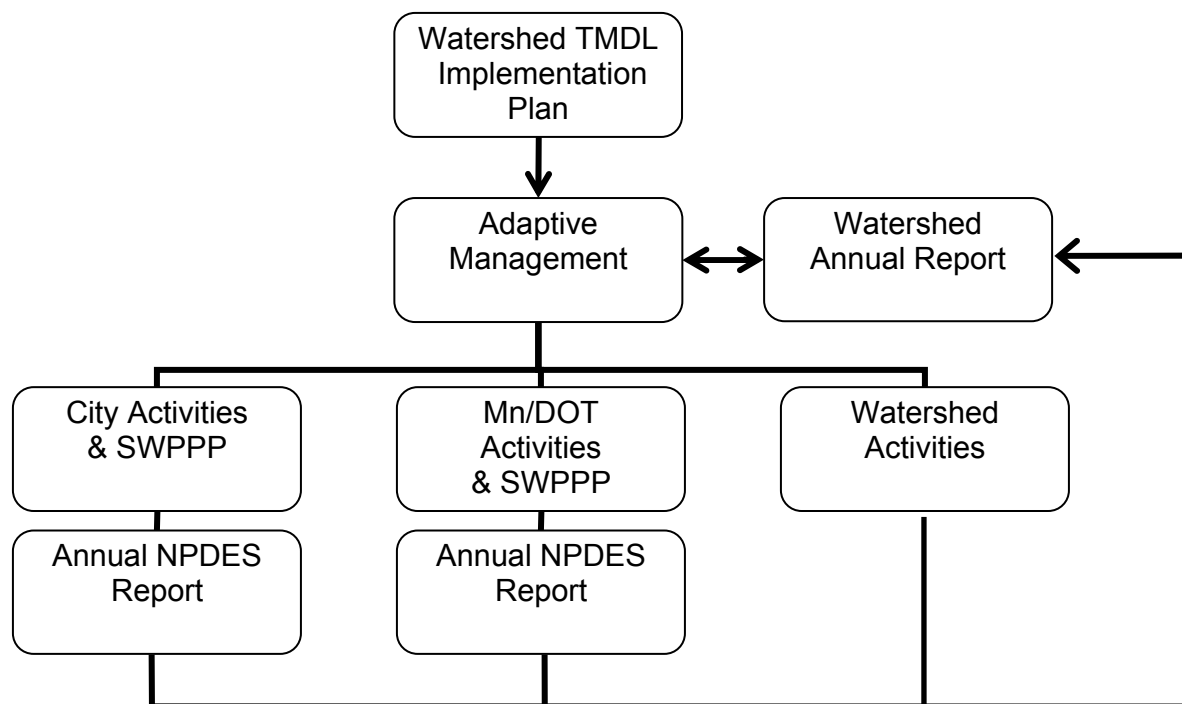 Watershed TMDL
Implementation
Plan
Adaptive
Management
Watershed
Annual Report
City Activities
& SWPPP
Mn/DOT
Activities
& SWPPP
Watershed
Activities
Annual NPDES
Report
Annual NPDES
Report